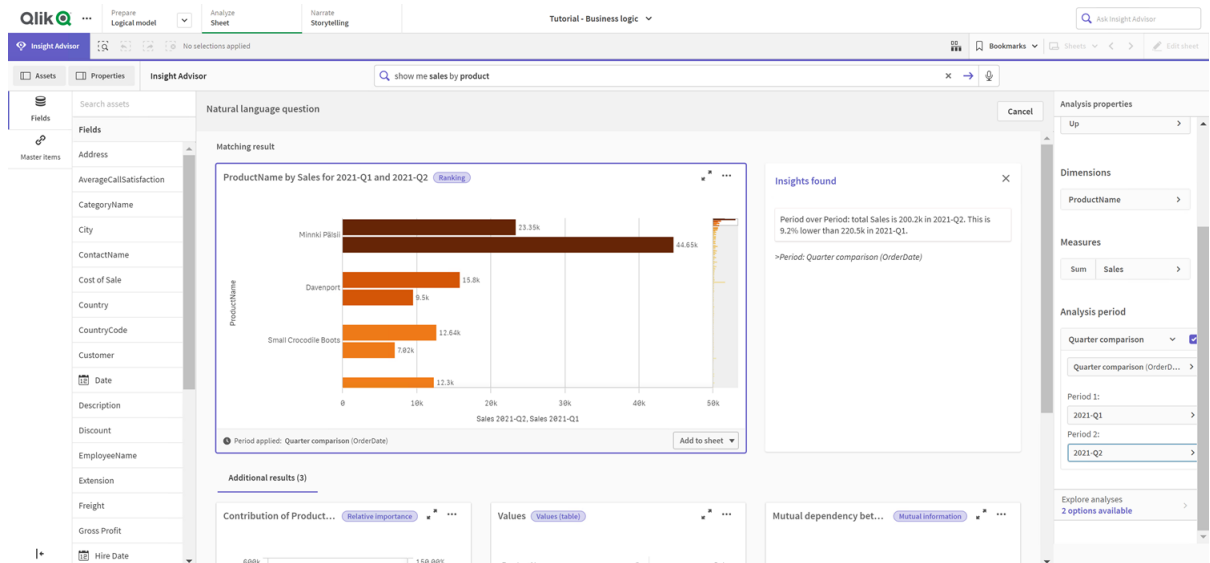 Qlik
Prepare
Logical model
Analyze
Sheet
Narrate
Storytelling
Tutorial - Business logic
Ask Insight Advisor
Insight Advisor
No selections applied
Bookmarks
Sheets
Edit sheet
Assets
Properties
Insight Advisor
show me sales by product
Fields
Master items
Search assets
Fields
Address
AverageCallSatisfaction
CategoryName
City
ContactName
Cost of Sale
Country
CountryCode
Customer
Date
Description
Discount
EmployeeName
Extension
Freight
Gross Profit
Hire Date
Natural language question
Cancel
Matching result
ProductName by Sales for 2021-Q1 and 2021-Q2 Ranking
ProductName
Minnki Pälsii
23.35k
44.65k
Davenport
15.8k
9.5k
Small Crocodile Boots
12.64k
7.02k
12.3k
0 10k 20k 30k 40k 50k
Sales 2021-Q2, Sales 2021-Q1
Period applied: Quarter comparison (OrderDate)
Add to sheet
Insights found
Period over Period: total Sales is 200.2k in 2021-Q2. This is
9.2% lower than 220.5k in 2021-Q1.
>Period: Quarter comparison (OrderDate)
Additional results (3)
Contribution of Product... Relative importance
600k
150.00%
Values Values (table)
Mutual dependency bet... Mutual information
Analysis properties
Up
Dimensions
ProductName
Measures
Sum Sales
Analysis period
Quarter comparison
Quarter comparison (OrderD...
Period 1:
2021-Q1
Period 2:
2021-Q2
Explore analyses
2 options available